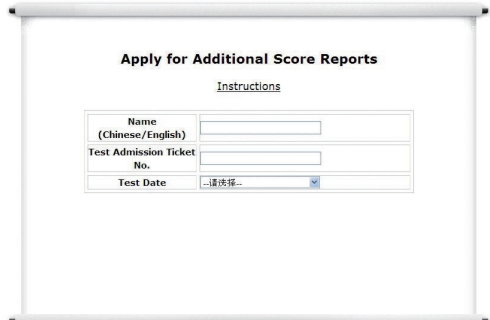 Apply for Additional Score Reports
Instructions
Name
(Chinese/English)
Test Admission Ticket
No.
Test Date
--请选择--